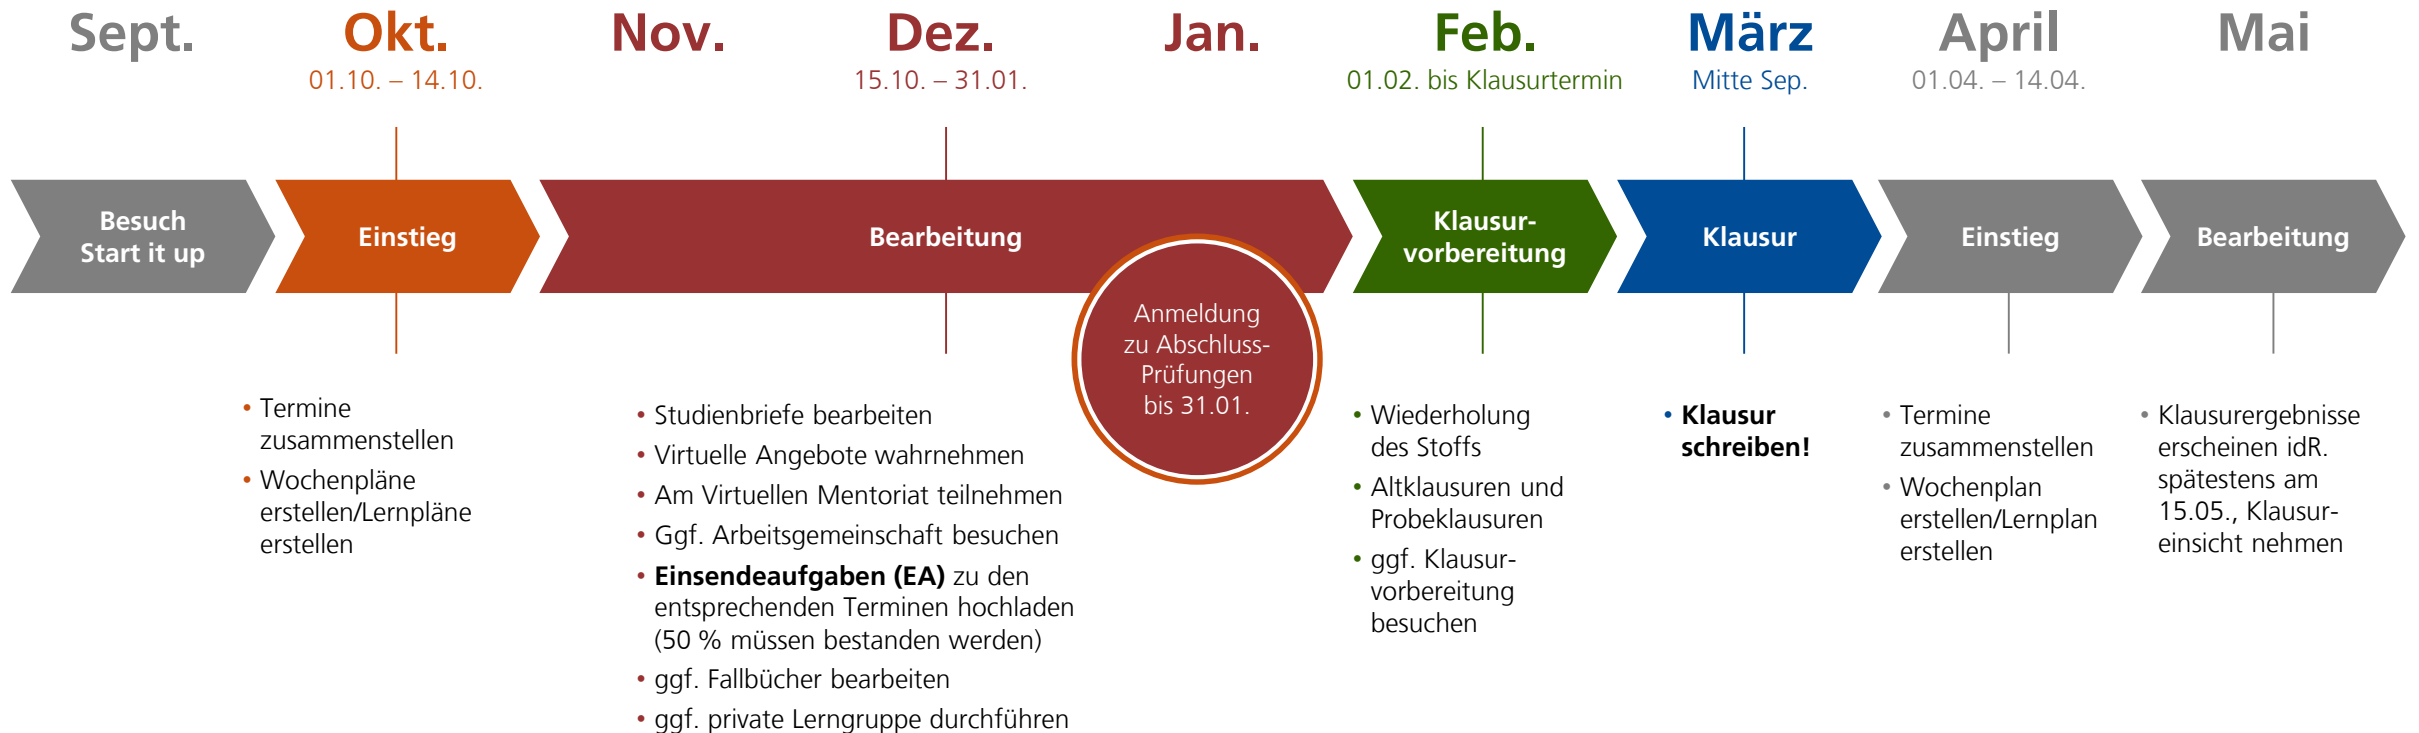 Sept.
Okt.
01.10. – 14.10.
Nov.
Dez.
15.10. – 31.01.
Jan.
Feb.
01.02. bis Klausurtermin
März
Mitte Sep.
April
01.04. – 14.04.
Mai
Besuch
Start it up
Einstieg
Bearbeitung
Anmeldung
zu Abschluss-
Prüfungen
bis 31.01.
Klausur-
vorbereitung
Klausur
Einstieg
Bearbeitung
• Termine
zusammenstellen
• Wochenpläne
erstellen/Lernpläne
erstellen
• Studienbriefe bearbeiten
• Virtuelle Angebote wahrnehmen
• Am Virtuellen Mentoriat teilnehmen
• Ggf. Arbeitsgemeinschaft besuchen
• Einsendeaufgaben (EA) zu den
entsprechenden Terminen hochladen
(50 % müssen bestanden werden)
• ggf. Fallbücher bearbeiten
• ggf. private Lerngruppe durchführen
• Wiederholung
des Stoffs
• Altklausuren und
Probeklausuren
• ggf. Klausur-
vorbereitung
besuchen
• Klausur
schreiben!
• Termine
zusammenstellen
• Wochenplan
erstellen/Lernplan
erstellen
• Klausurergebnisse
erscheinen idR.
spätestens am
15.05., Klausur-
einsicht nehmen